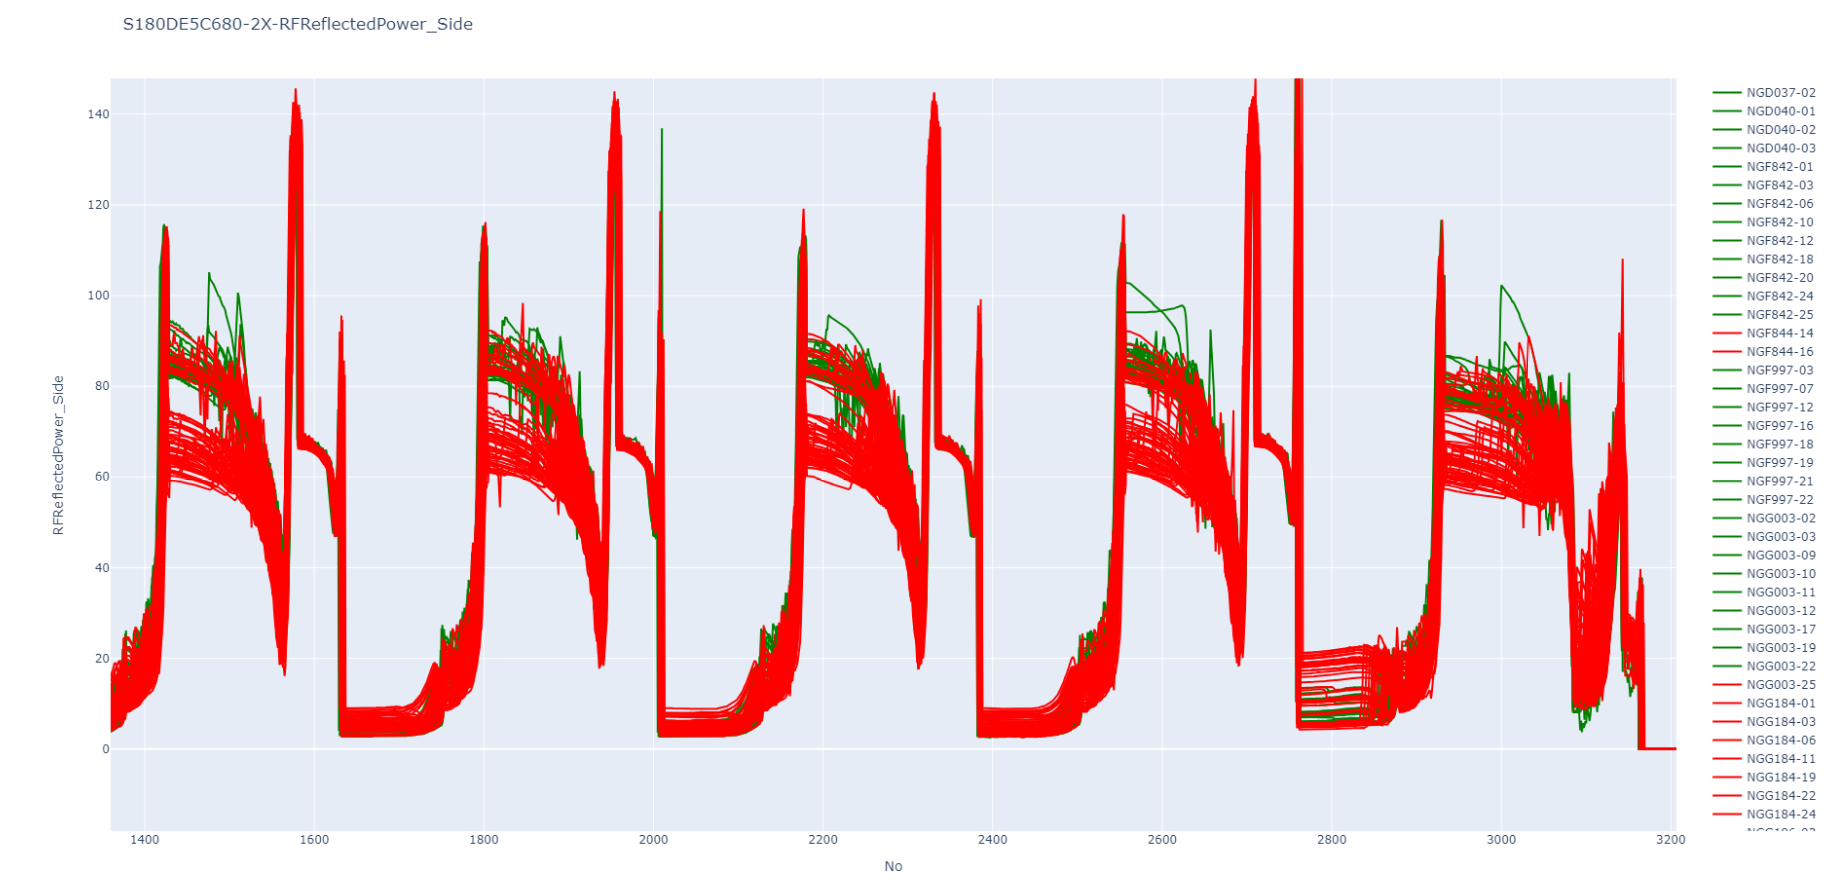 S180DE5C680-2X-RFReflectedPower_Side
RFReflectedPower_Side
140
120
100
80
60
40
20
0
1400 1600 1800 2000 2200 2400 2600 2800 3000 3200
No
NGD037-02
NGD040-01
NGD040-02
NGD040-03
NGF842-01
NGF842-03
NGF842-06
NGF842-10
NGF842-12
NGF842-18
NGF842-20
NGF842-24
NGF842-25
NGF844-14
NGF844-16
NGF997-03
NGF997-07
NGF997-12
NGF997-16
NGF997-18
NGF997-19
NGF997-21
NGF997-22
NGG003-02
NGG003-03
NGG003-09
NGG003-10
NGG003-11
NGG003-12
NGG003-17
NGG003-19
NGG003-22
NGG003-25
NGG184-01
NGG184-03
NGG184-06
NGG184-11
NGG184-19
NGG184-22
NGG184-24